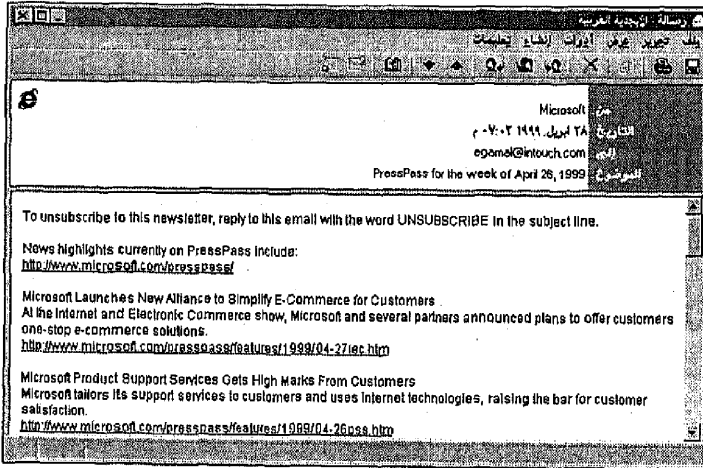 رسالة - الأبجدية الغربية
ملف تحرير عرض أدوات إنشاء تعليمات
من Microsoft
التاريخ ٢٨ ابريل, ١٩٩٩ ٠٧:٠٢ م
إلى egamal@intouch.com
الموضوع PressPass for the week of April 26, 1999
To unsubscribe to this newsletter, reply to this email with the word UNSUBSCRIBE in the subject line.
News highlights currently on PressPass include:
http://www.microsoft.com/presspass/
Microsoft Launches New Alliance to Simplify E-Commerce for Customers
At the Internet and Electronic Commerce show, Microsoft and several partners announced plans to offer customers
one-stop e-commerce solutions.
http://www.microsoft.com/presspass/features/1999/04-27iec.htm
Microsoft Product Support Services Gets High Marks From Customers
Microsoft tailors its support services to customers and uses Internet technologies, raising the bar for customer
satisfaction.
http://www.microsoft.com/presspass/features/1999/04-26pss.htm